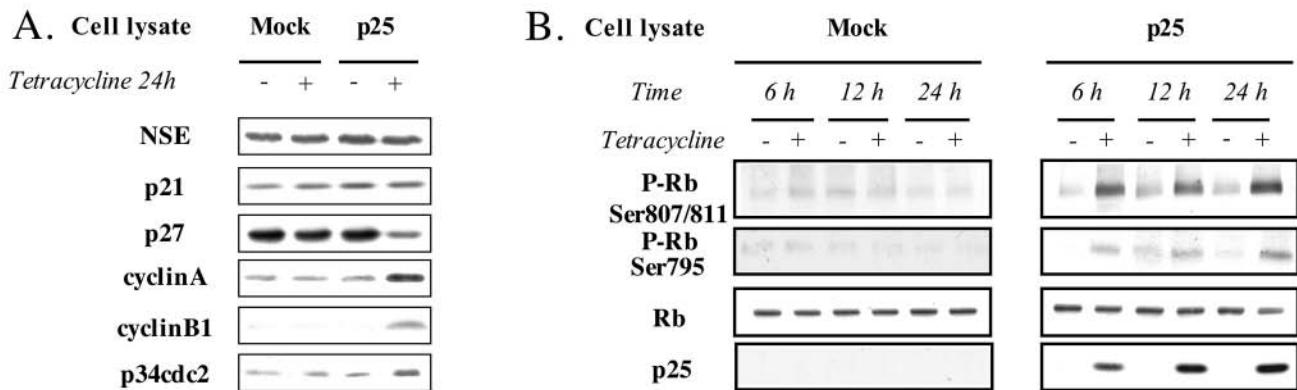 A. Cell lysate Mock p25
Tetracycline 24h - + - +
NSE
p21
p27
cyclinA
cyclinB1
p34cdc2
B. Cell lysate Mock p25
Time 6 h 12 h 24 h 6 h 12 h 24 h
Tetracycline - + - + - + - + - + - +
P-Rb
Ser807/811
P-Rb
Ser795
Rb
p25